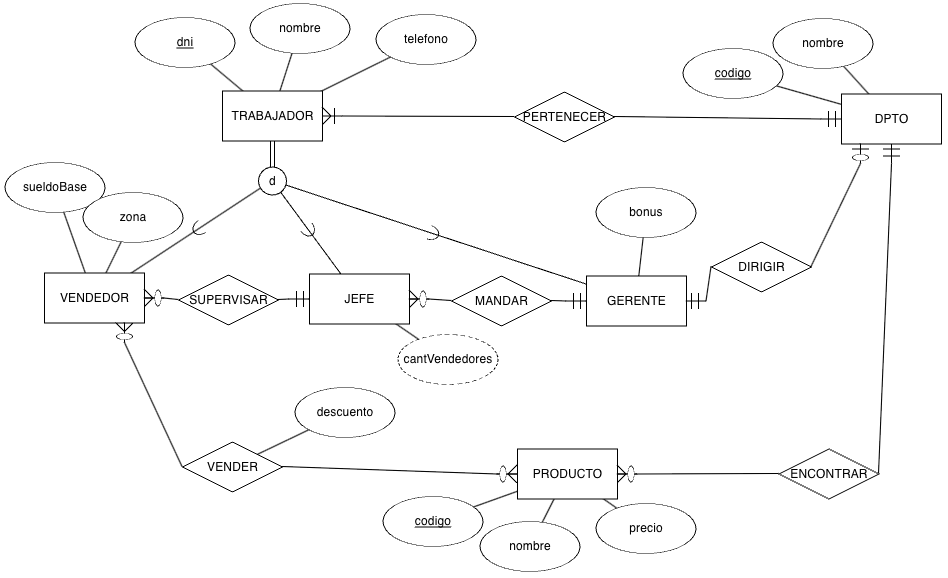 dni
nombre
telefono
nombre
codigo
TRABAJADOR
PERTENECER
DPTO
d
sueldoBase
zona
bonus
VENDEDOR
SUPERVISAR
JEFE
MANDAR
GERENTE
DIRIGIR
cantVendedores
descuento
VENDER
PRODUCTO
ENCONTRAR
codigo
nombre
precio